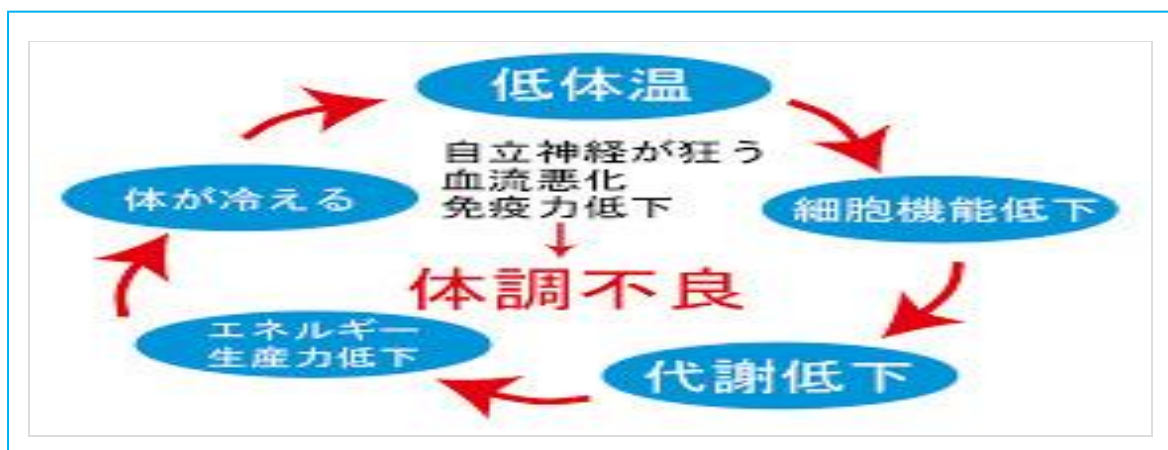 低体温
自立神経が狂う
血流悪化
免疫力低下
↓
体調不良
細胞機能低下
代謝低下
エネルギー
生産力低下
体が冷える